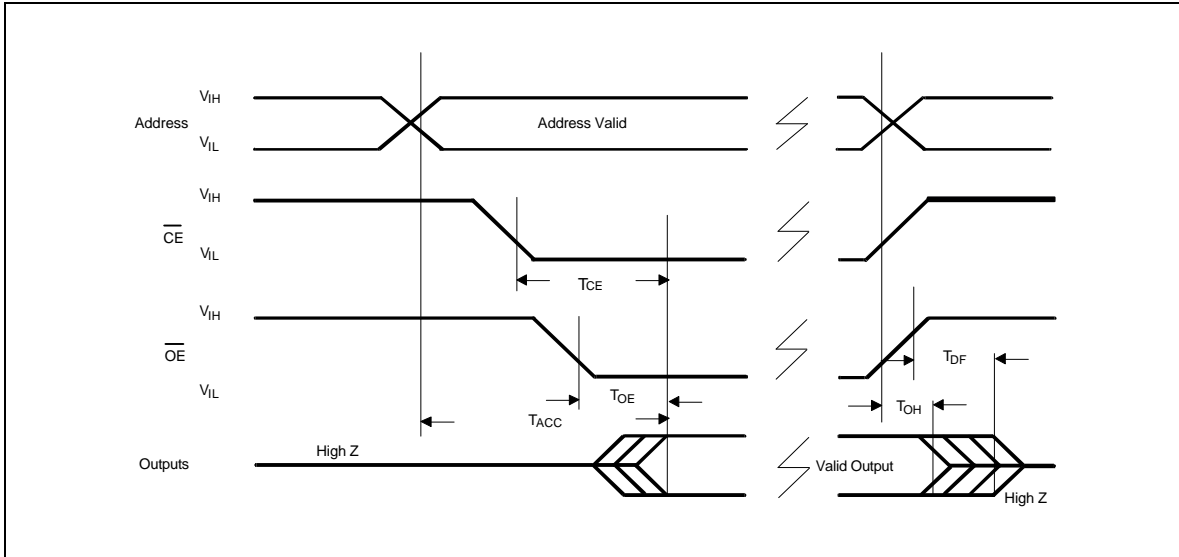 VIH
Address
Address Valid
VIL
VIH
CE
VIL
TCE
VIH
OE
TDF
VIL
TOE
TACC
TOH
High Z
Outputs
Valid Output
High Z